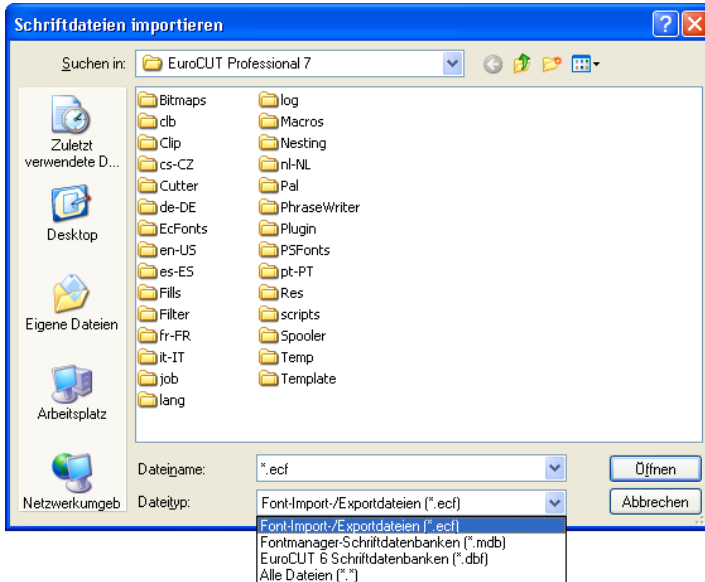 Schriftdateien importieren
Suchen in: EuroCUT Professional 7
Zuletzt
verwendete D...
Desktop
Eigene Dateien
Arbeitsplatz
Netzwerkumgeb
Bitmaps
clb
Clip
cs-CZ
Cutter
de-DE
EcFonts
en-US
es-ES
Fills
Filter
fr-FR
it-IT
job
lang
log
Macros
Nesting
nl-NL
Pal
PhraseWriter
Plugin
PSFonts
pt-PT
Res
scripts
Spooler
Temp
Template
Dateiname: *.ecf Öffnen
Dateityp: Font-Import-/Exportdateien (*.ecf) Abbrechen
Font-Import-/Exportdateien (*.ecf)
Fontmanager-Schriftdatenbanken (*.mdb)
EuroCUT 6 Schriftdatenbanken (*.dbf)
Alle Dateien (*.*)